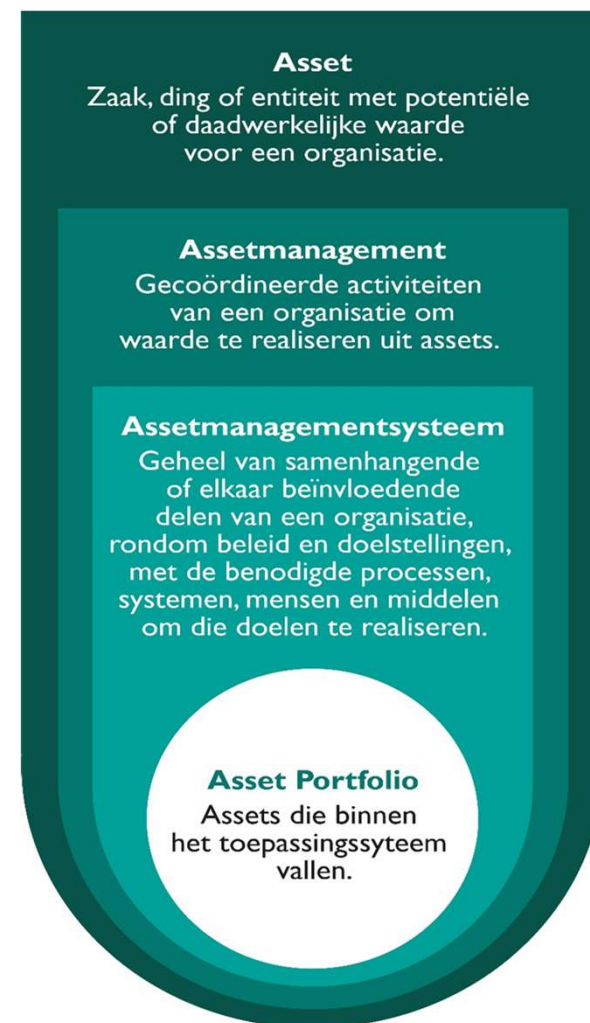 Asset
Zaak, ding of entiteit met potentiële
of daadwerkelijke waarde
voor een organisatie.
Assetmanagement
Gecoördineerde activiteiten
van een organisatie om
waarde te realiseren uit assets.
Assetmanagementsysteem
Geheel van samenhangende
of elkaar beïnvloedende
delen van een organisatie,
rondom beleid en doelstellingen,
met de benodigde processen,
systemen, mensen en middelen
om die doelen te realiseren.
Asset Portfolio
Assets die binnen
het toepassingssyteem
vallen.